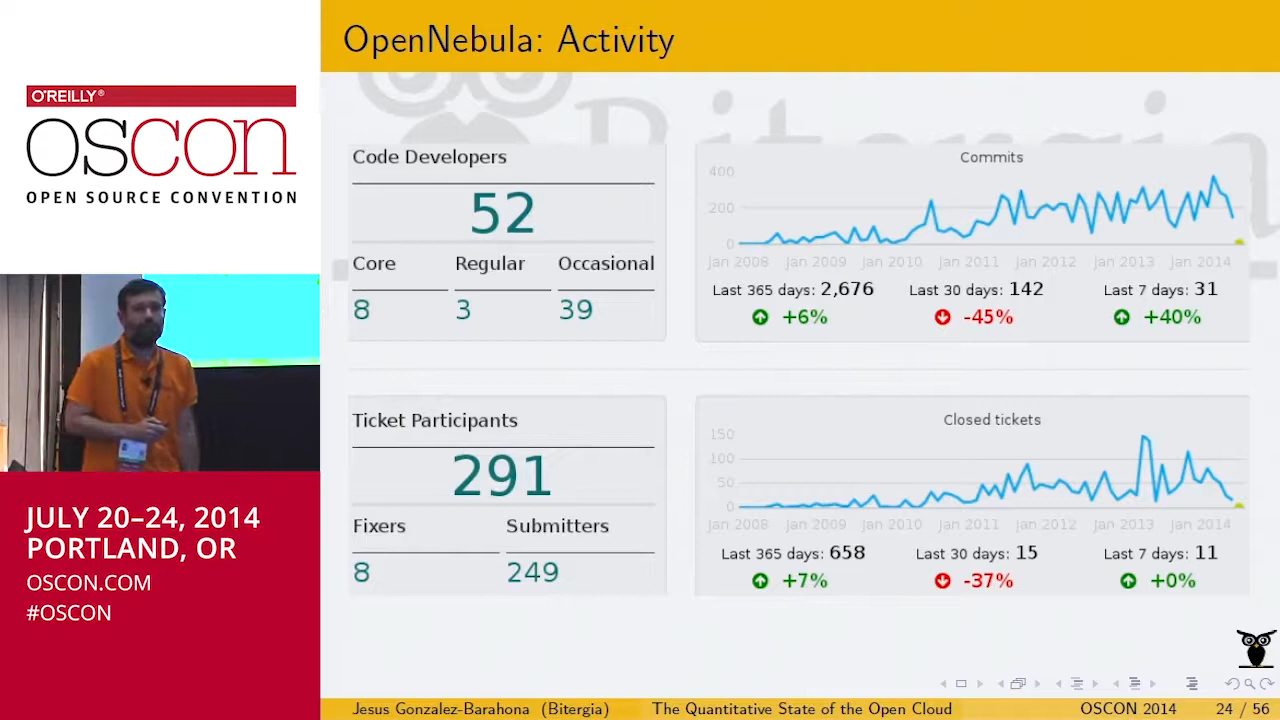 O'REILLY®
OSCON
OPEN SOURCE CONVENTION
JULY 20–24, 2014
PORTLAND, OR
OSCON.COM
#OSCON
OpenNebula: Activity
Bitergia
Code Developers
52
Core Regular Occasional
8 3 39
Commits
400
200
0
Jan 2008 Jan 2009 Jan 2010 Jan 2011 Jan 2012 Jan 2013 Jan 2014
Last 365 days: 2,676 Last 30 days: 142 Last 7 days: 31
+6% -45% +40%
Ticket Participants
291
Fixers Submitters
8 249
Closed tickets
150
100
50
0
Jan 2008 Jan 2009 Jan 2010 Jan 2011 Jan 2012 Jan 2013 Jan 2014
Last 365 days: 658 Last 30 days: 15 Last 7 days: 11
+7% -37% +0%
Jesus Gonzalez-Barahona (Bitergia) The Quantitative State of the Open Cloud OSCON 2014 24 / 56